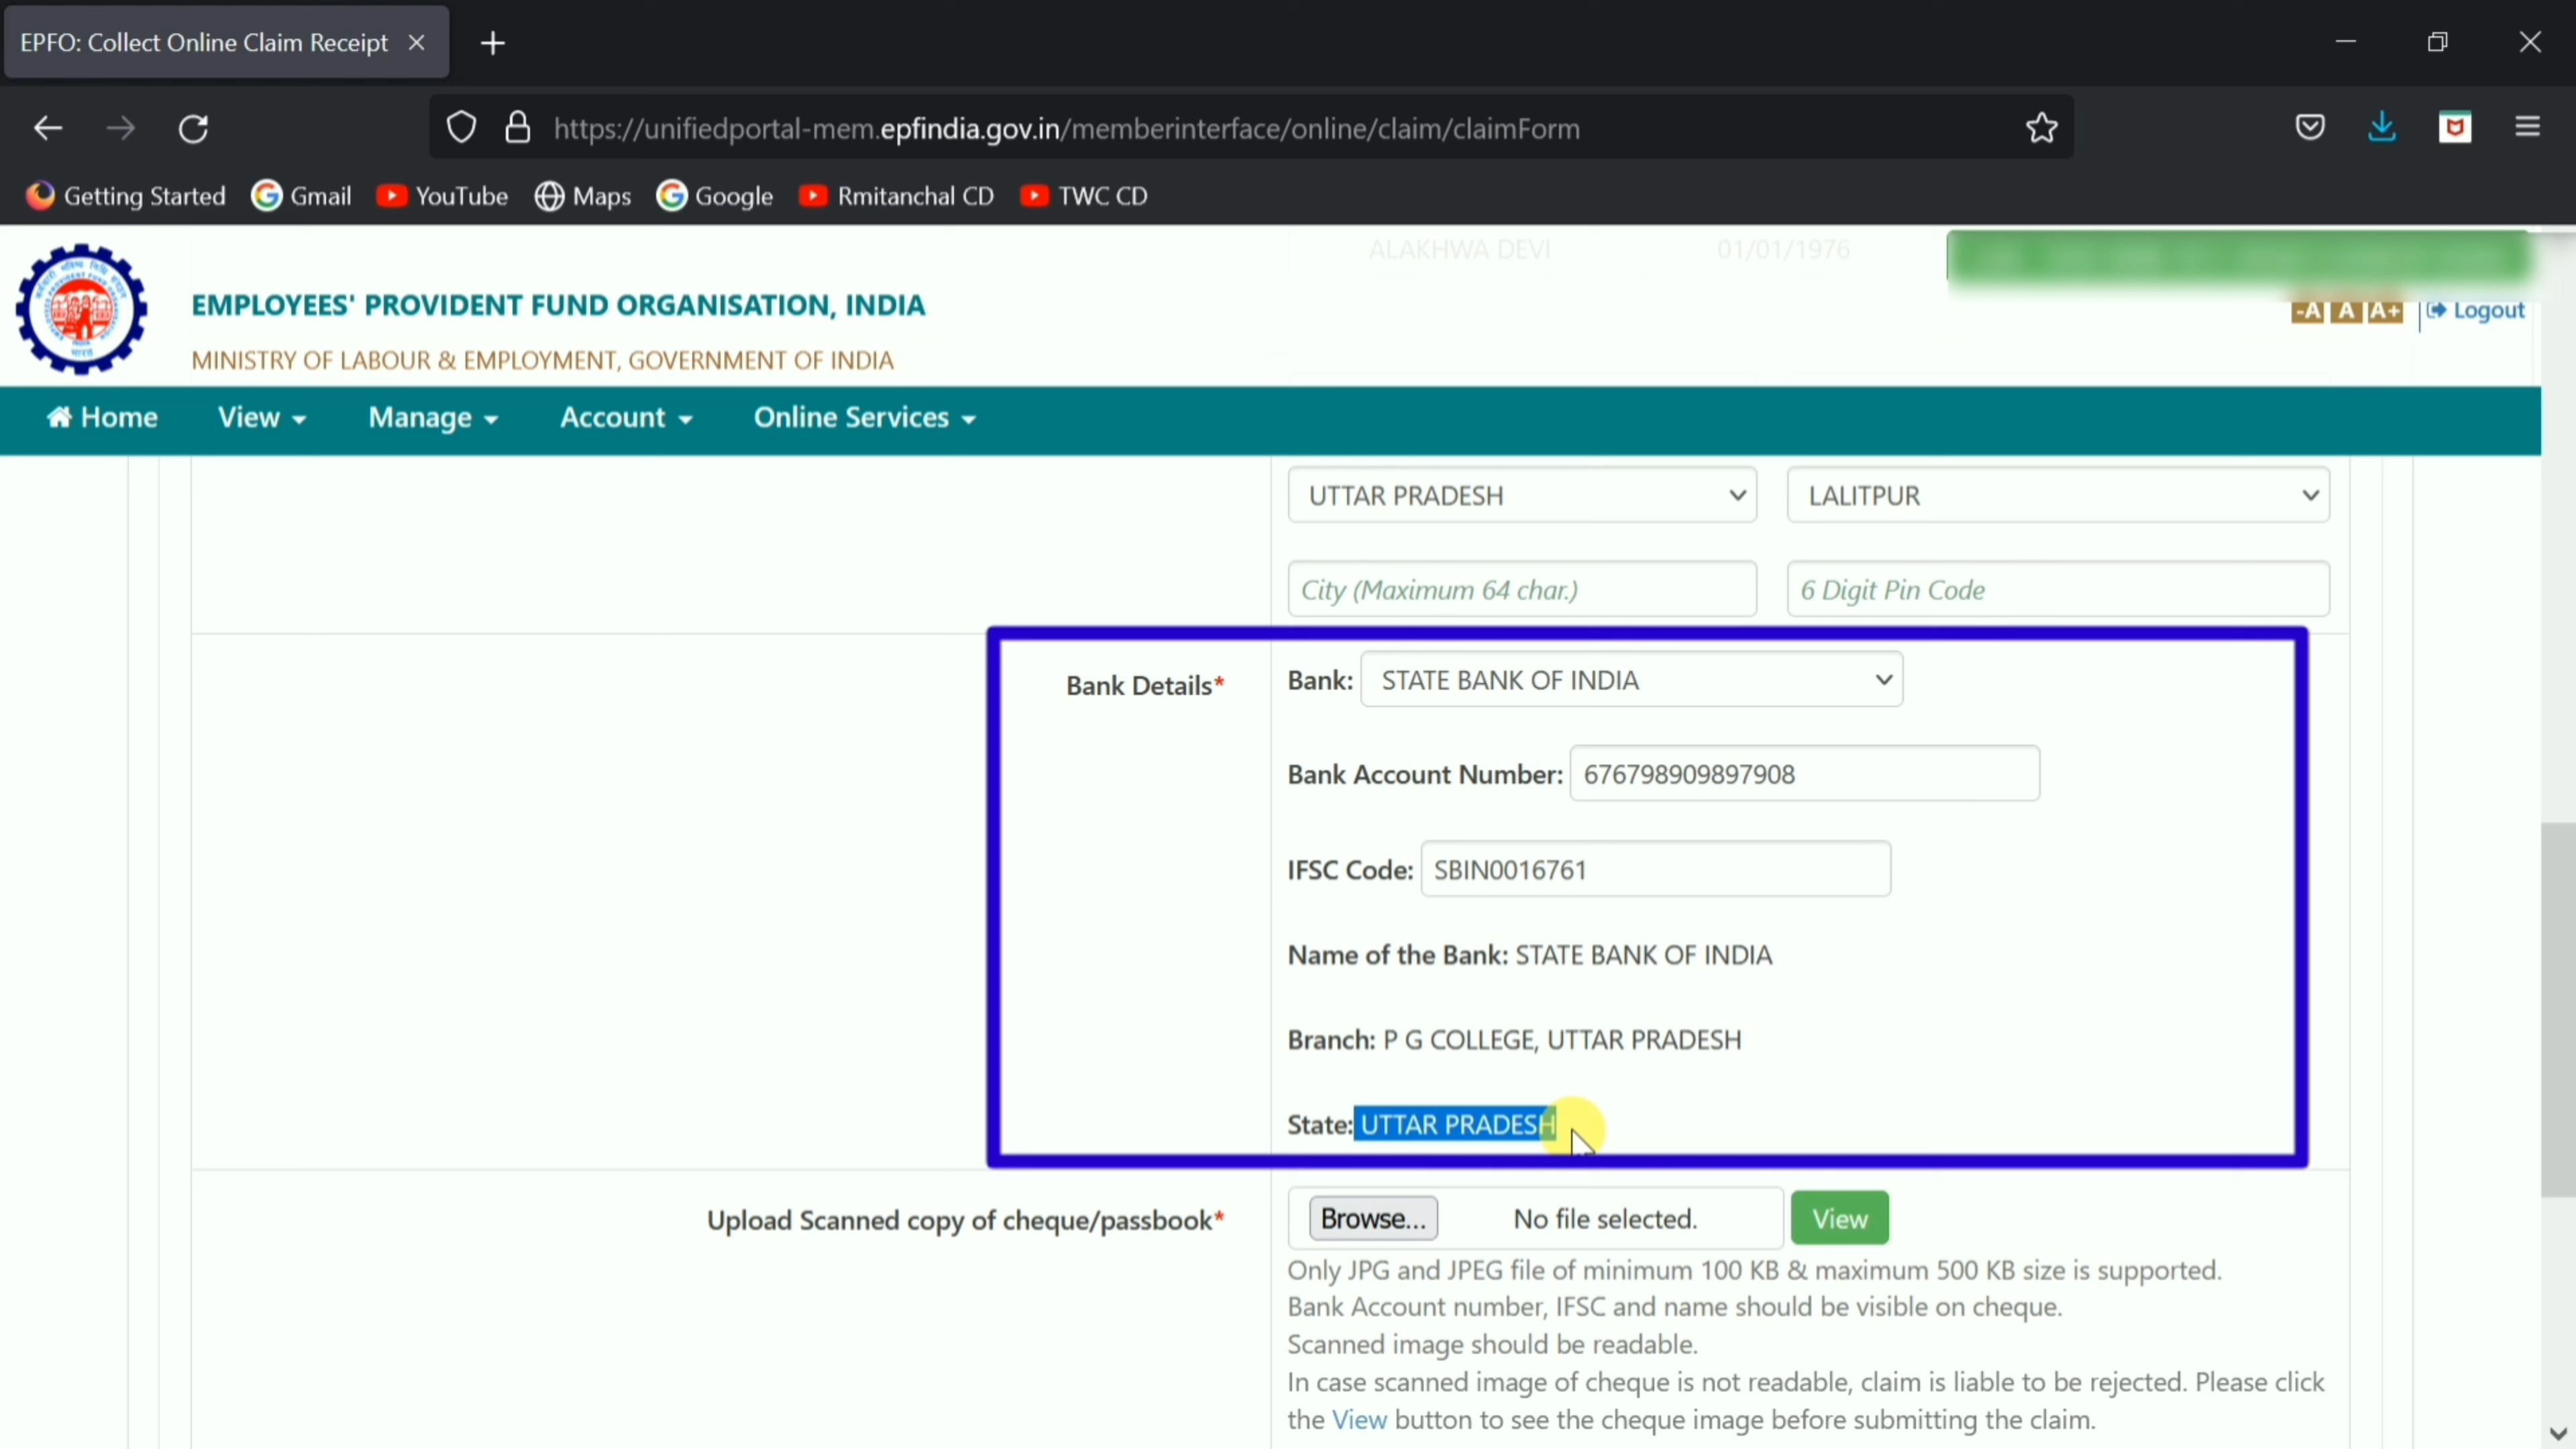 EPFO: Collect Online Claim Receipt
https://unifiedportal-mem.epfindia.gov.in/memberinterface/online/claim/claimForm
Getting Started Gmail YouTube Maps Google Rmitanchal CD TWC CD
ALAKHWA DEVI 01/01/1976
EMPLOYEES' PROVIDENT FUND ORGANISATION, INDIA
-A A A+ Logout
MINISTRY OF LABOUR & EMPLOYMENT, GOVERNMENT OF INDIA
Home View Manage Account Online Services
UTTAR PRADESH LALITPUR
City (Maximum 64 char.) 6 Digit Pin Code
Bank Details* Bank: STATE BANK OF INDIA
Bank Account Number: 676798909897908
IFSC Code: SBIN0016761
Name of the Bank: STATE BANK OF INDIA
Branch: P G COLLEGE, UTTAR PRADESH
State: UTTAR PRADESH
Upload Scanned copy of cheque/passbook* Browse... No file selected. View
Only JPG and JPEG file of minimum 100 KB & maximum 500 KB size is supported.
Bank Account number, IFSC and name should be visible on cheque.
Scanned image should be readable.
In case scanned image of cheque is not readable, claim is liable to be rejected. Please click
the View button to see the cheque image before submitting the claim.